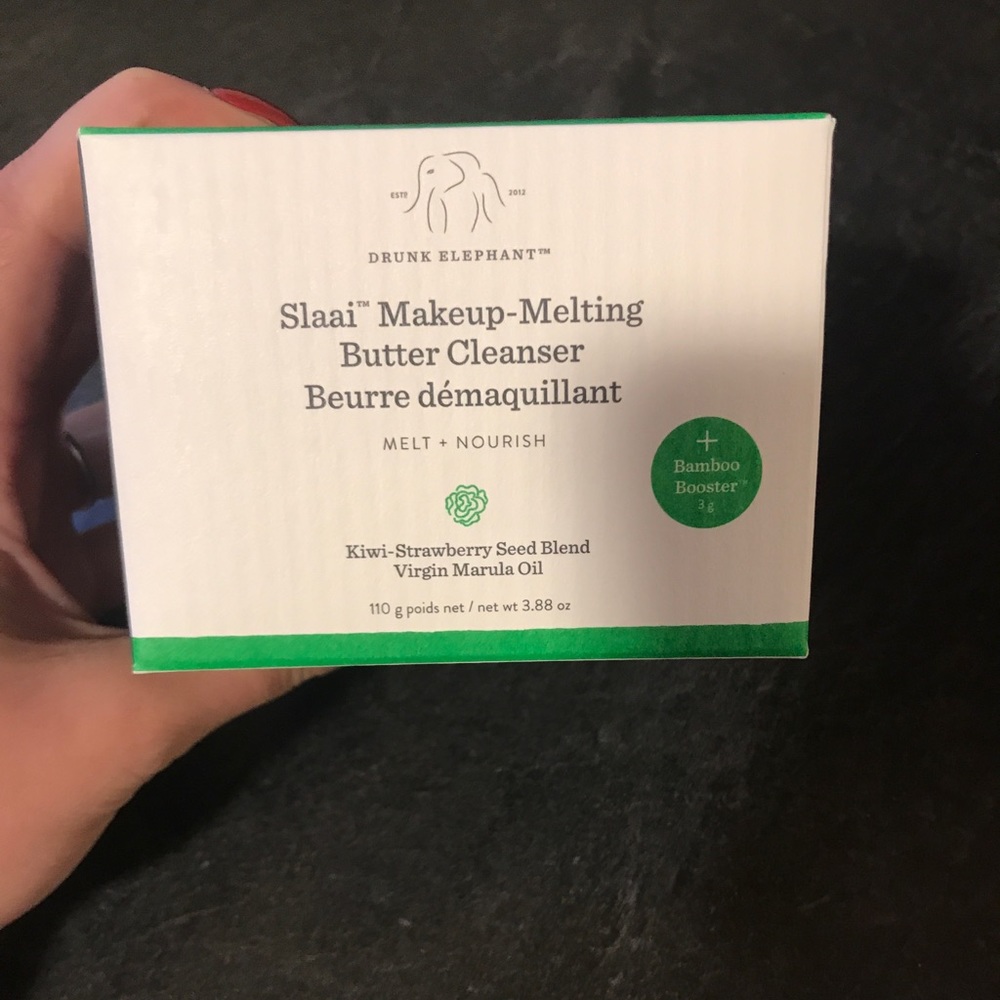 ESTD 2012
DRUNK ELEPHANT™
Slaai™ Makeup-Melting
Butter Cleanser
Beurre démaquillant
MELT + NOURISH
+
Bamboo
Booster™
3 g
Kiwi-Strawberry Seed Blend
Virgin Marula Oil
110 g poids net / net wt 3.88 oz